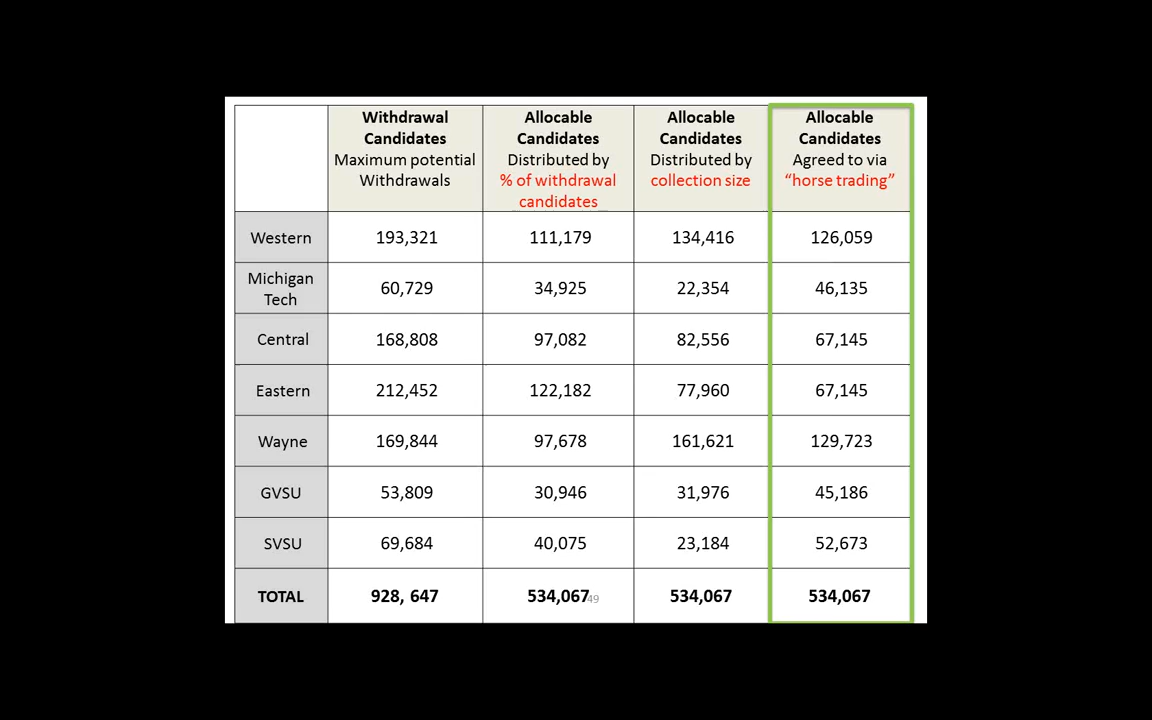 Withdrawal
Candidates
Maximum potential
Withdrawals
Allocable
Candidates
Distributed by
% of withdrawal
candidates
Allocable
Candidates
Distributed by
collection size
Allocable
Candidates
Agreed to via
“horse trading”
Western 193,321 111,179 134,416 126,059
Michigan
Tech 60,729 34,925 22,354 46,135
Central 168,808 97,082 82,556 67,145
Eastern 212,452 122,182 77,960 67,145
Wayne 169,844 97,678 161,621 129,723
GVSU 53,809 30,946 31,976 45,186
SVSU 69,684 40,075 23,184 52,673
TOTAL 928, 647 534,067 534,067 534,067
49